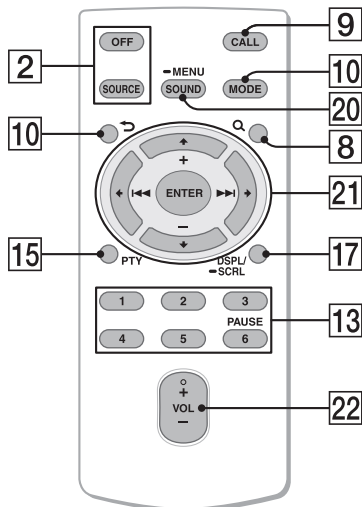 9
OFF
CALL
2
MENU
SOURCE
SOUND
MODE
10
20
10
8
+
ENTER
21
−
15
PTY
DSPL/
SCRL
17
1
2
3
13
PAUSE
4
5
6
+
VOL
22
−